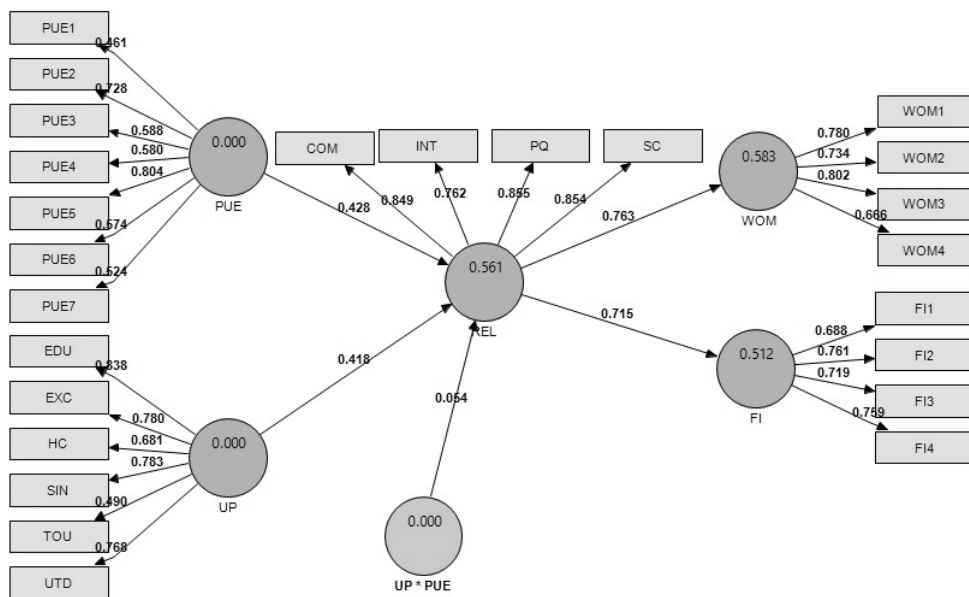 PUE1
0.461
PUE2
0.728
PUE3
0.588
PUE4
0.580
0.804
PUE5
0.574
PUE6
0.524
PUE7
0.000
PUE
COM
INT
PQ
SC
0.849
0.762
0.855
0.854
0.428
0.561
REL
0.763
0.583
WOM
0.780
WOM1
0.734
WOM2
0.802
WOM3
0.666
WOM4
0.715
0.512
FI
FI1
0.688
0.761
FI2
0.719
FI3
0.759
FI4
EDU
0.838
EXC
0.780
HC
0.681
0.783
SIN
0.490
TOU
0.768
UTD
0.000
UP
0.418
0.054
0.000
UP * PUE